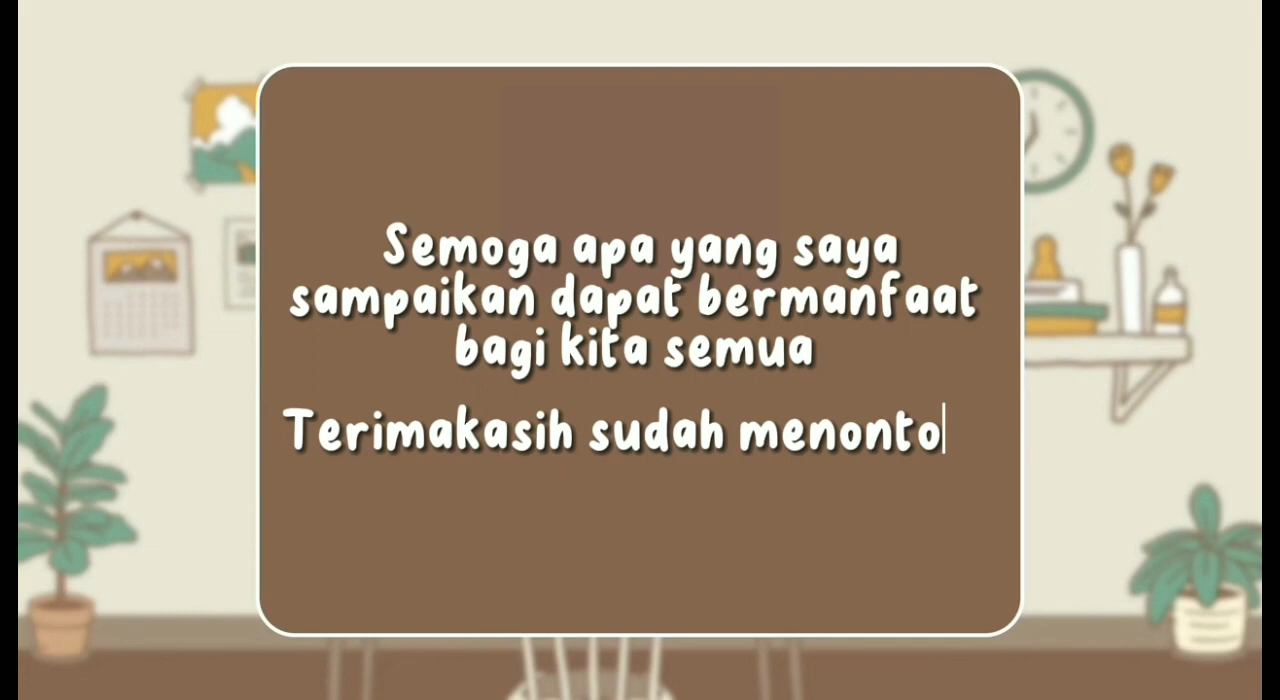 Semoga apa yang saya
sampaikan dapat bermanfaat
bagi kita semua
Terimakasih sudah menonto